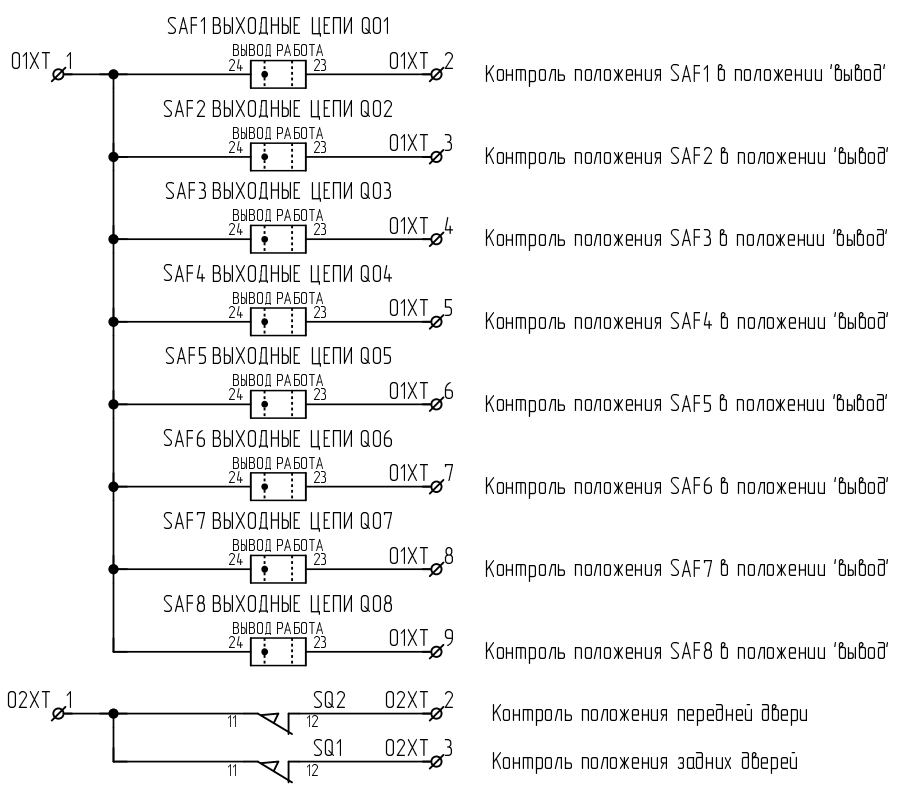 SAF1 ВЫХОДНЫЕ ЦЕПИ Q01
ВЫВОД РАБОТА
01XT 1 24 23 01XT 2 Контроль положения SAF1 в положении 'вывод'
SAF2 ВЫХОДНЫЕ ЦЕПИ Q02
ВЫВОД РАБОТА
24 23 01XT 3 Контроль положения SAF2 в положении 'вывод'
SAF3 ВЫХОДНЫЕ ЦЕПИ Q03
ВЫВОД РАБОТА
24 23 01XT 4 Контроль положения SAF3 в положении 'вывод'
SAF4 ВЫХОДНЫЕ ЦЕПИ Q04
ВЫВОД РАБОТА
24 23 01XT 5 Контроль положения SAF4 в положении 'вывод'
SAF5 ВЫХОДНЫЕ ЦЕПИ Q05
ВЫВОД РАБОТА
24 23 01XT 6 Контроль положения SAF5 в положении 'вывод'
SAF6 ВЫХОДНЫЕ ЦЕПИ Q06
ВЫВОД РАБОТА
24 23 01XT 7 Контроль положения SAF6 в положении 'вывод'
SAF7 ВЫХОДНЫЕ ЦЕПИ Q07
ВЫВОД РАБОТА
24 23 01XT 8 Контроль положения SAF7 в положении 'вывод'
SAF8 ВЫХОДНЫЕ ЦЕПИ Q08
ВЫВОД РАБОТА
24 23 01XT 9 Контроль положения SAF8 в положении 'вывод'
02XT 1 11 SQ2 12 02XT 2 Контроль положения передней двери
11 SQ1 12 02XT 3 Контроль положения задних дверей